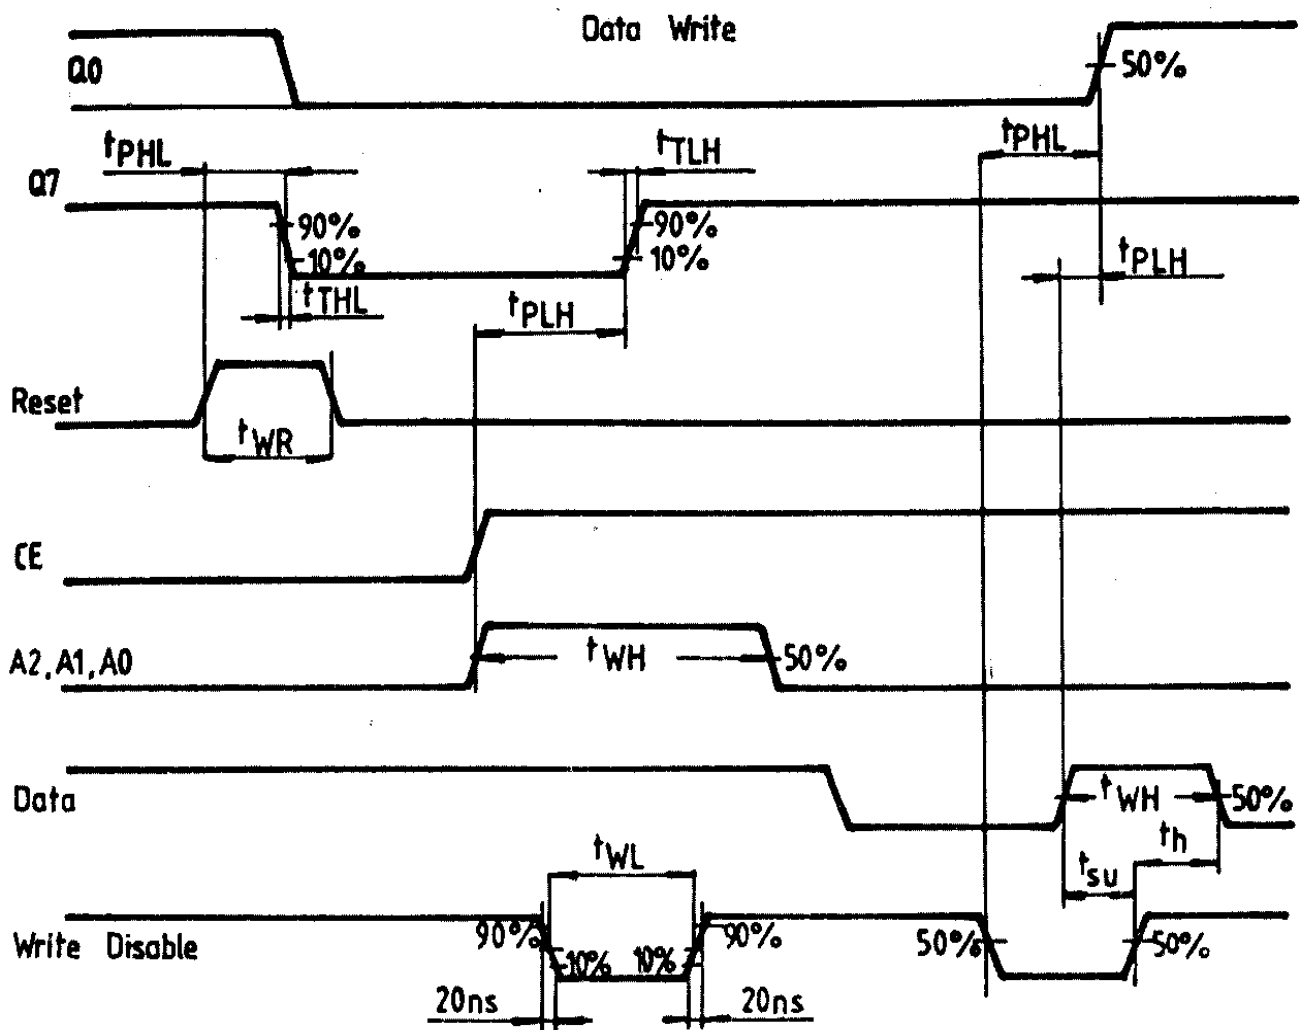 Data Write
Q0
50%
tPHL
tTLH
tPHL
Q7
90%
10%
90%
10%
tPLH
tTHL
tPLH
Reset
tWR
CE
A2, A1, A0
tWH
50%
Data
tWH
50%
th
tWL
tsu
Write Disable
90%
10%
10%
90%
50%
50%
20ns
20ns